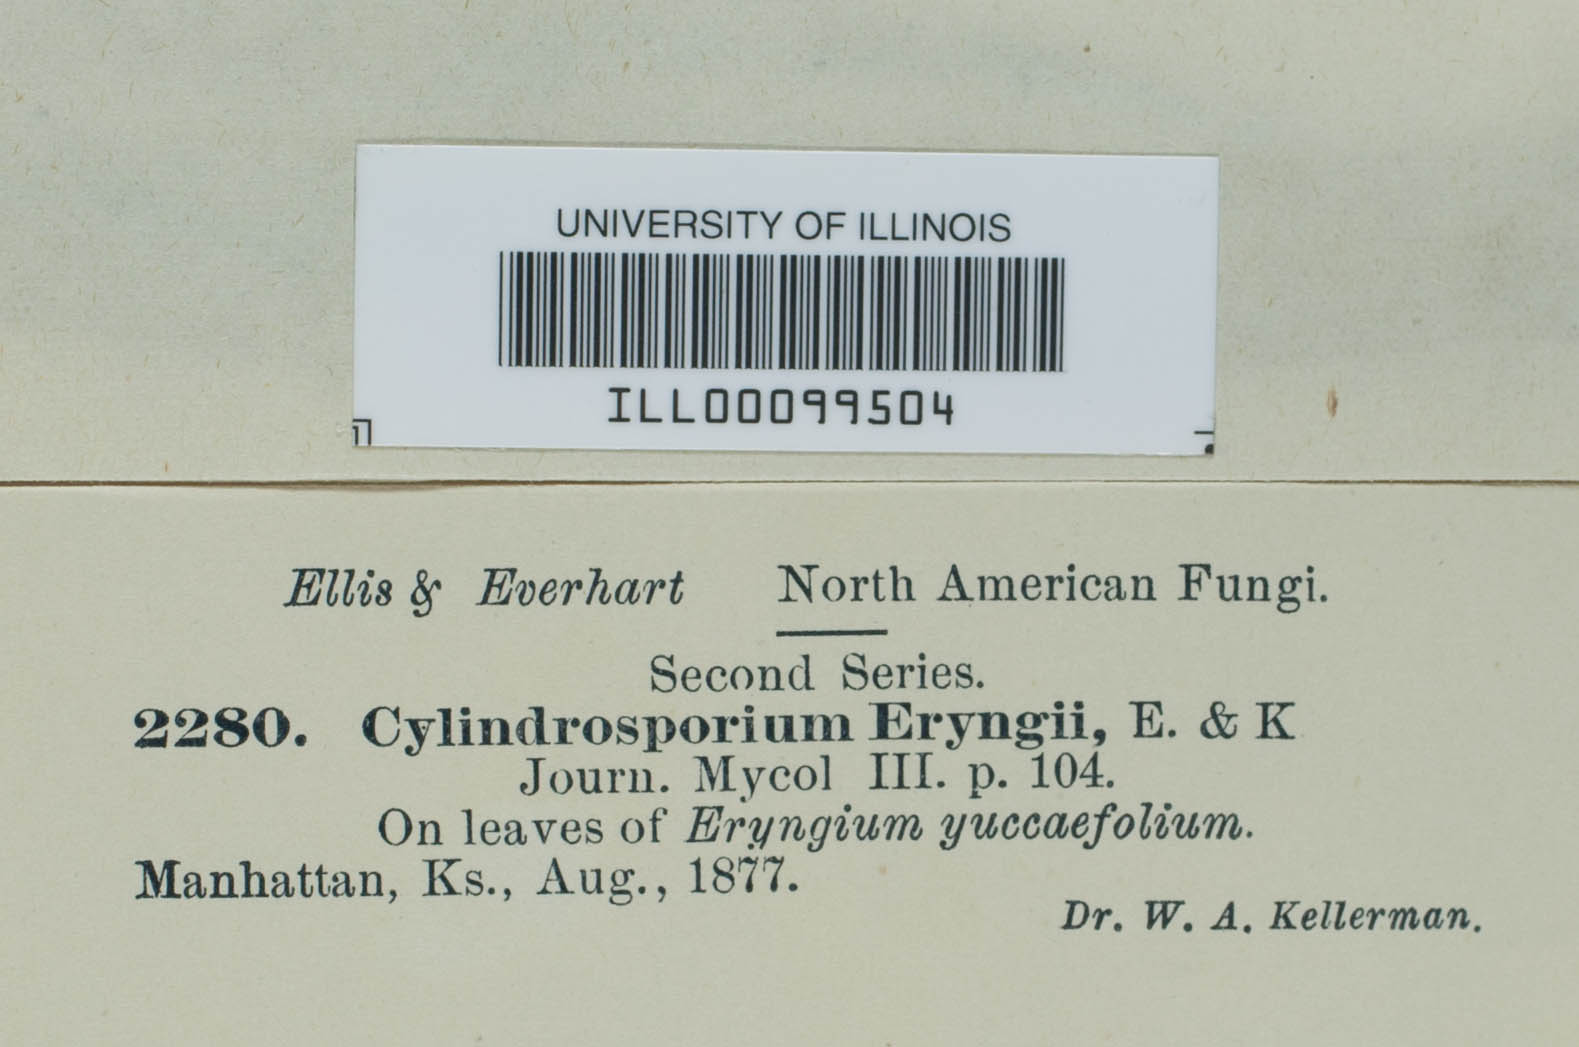 UNIVERSITY OF ILLINOIS
ILL00099504
Ellis & Everhart North American Fungi.
Second Series.
2280. Cylindrosporium Eryngii, E. & K
Journ. Mycol III. p. 104.
On leaves of Eryngium yuccaefolium.
Manhattan, Ks., Aug., 1877.
Dr. W. A. Kellerman.